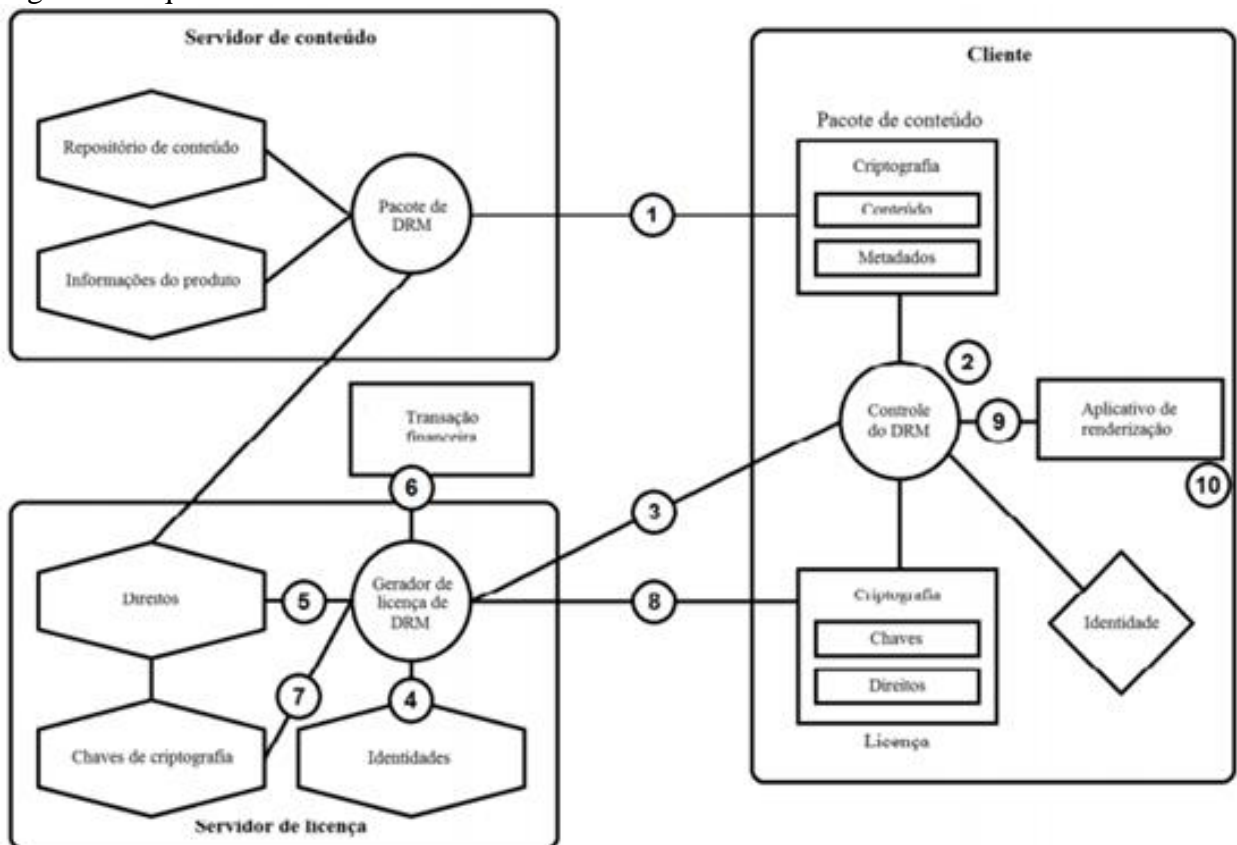 Servidor de conteúdo
Repositório de conteúdo
Informações do produto
Pacote de
DRM
1
Cliente
Pacote de conteúdo
Criptografia
Conteúdo
Metadados
2
Controle
do DRM
9
Aplicativo de
renderização
10
Transação
financeira
6
3
Direitos
5
Gerador de
licença de
DRM
8
Criptografia
Chaves
Direitos
Licença
Identidade
7
4
Chaves de criptografia
Identidades
Servidor de licença